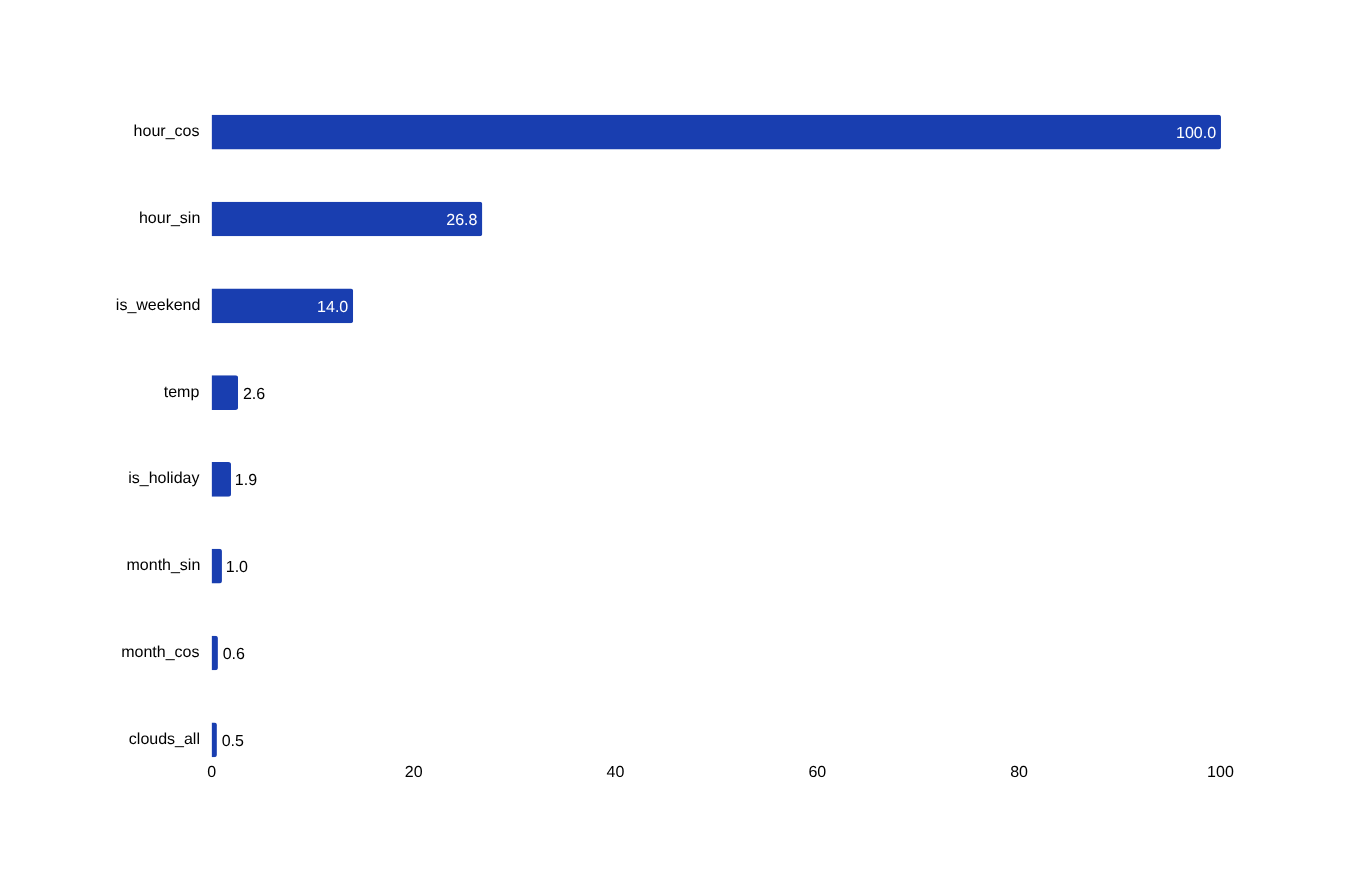 hour_cos 100.0
hour_sin 26.8
is_weekend 14.0
temp 2.6
is_holiday 1.9
month_sin 1.0
month_cos 0.6
clouds_all 0.5
0 20 40 60 80 100